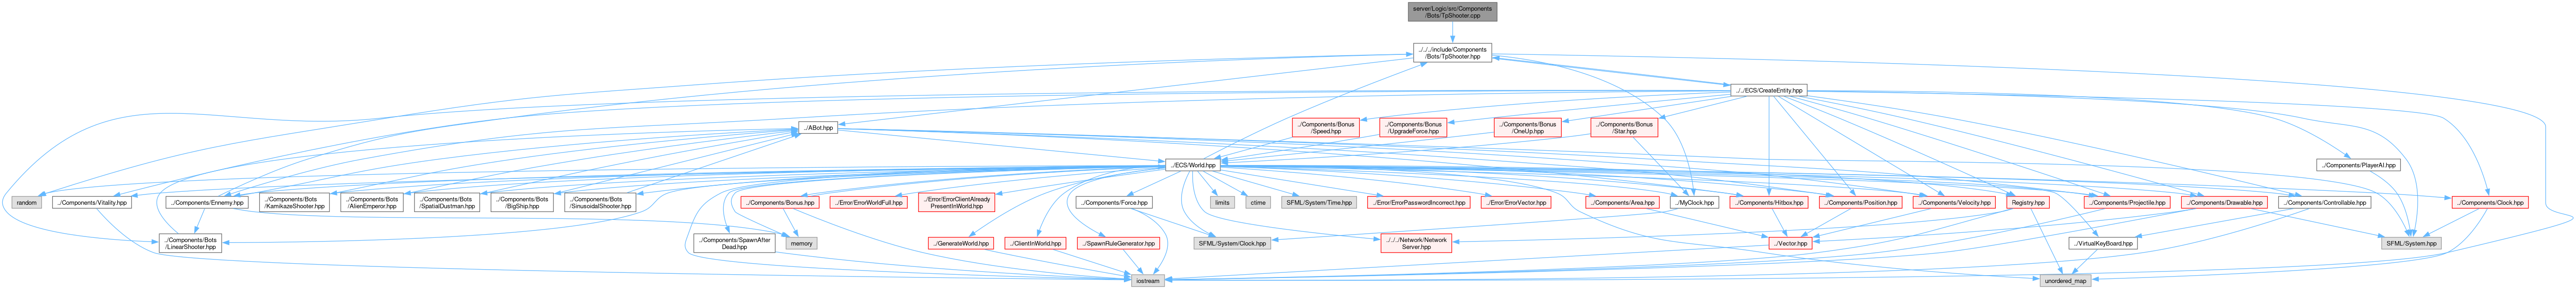 server/Logic/src/Components
/Bots/TpShooter.cpp
../../../include/Components
/Bots/TpShooter.hpp
../../ECS/CreateEntity.hpp
../ABot.hpp
../Components/Bonus
/Speed.hpp
../Components/Bonus
/UpgradeForce.hpp
../Components/Bonus
/OneUp.hpp
../Components/Bonus
/Star.hpp
../ECS/World.hpp
../Components/PlayerAI.hpp
random
../Components/Vitality.hpp
../Components/Ennemy.hpp
../Components/Bots
/KamikazeShooter.hpp
../Components/Bots
/AlienEmperor.hpp
../Components/Bots
/SpatialDustman.hpp
../Components/Bots
/BigShip.hpp
../Components/Bots
/SinusoidalShooter.hpp
../Components/Bonus.hpp
../Error/ErrorWorldFull.hpp
../Error/ErrorClientAlready
PresentInWorld.hpp
../Components/Force.hpp
limits
ctime
SFML/System/Time.hpp
../Error/ErrorPasswordIncorrect.hpp
../Error/ErrorVector.hpp
../Components/Area.hpp
../MyClock.hpp
../Components/Hitbox.hpp
../Components/Position.hpp
../Components/Velocity.hpp
Registry.hpp
../Components/Projectile.hpp
../Components/Drawable.hpp
../Components/Controllable.hpp
../Components/Clock.hpp
../Components/Bots
/LinearShooter.hpp
../Components/SpawnAfter
Dead.hpp
memory
../GenerateWorld.hpp
../ClientInWorld.hpp
../SpawnRuleGenerator.hpp
SFML/System/Clock.hpp
../../../Network/Network
Server.hpp
../Vector.hpp
../VirtualKeyBoard.hpp
SFML/System.hpp
iostream
unordered_map